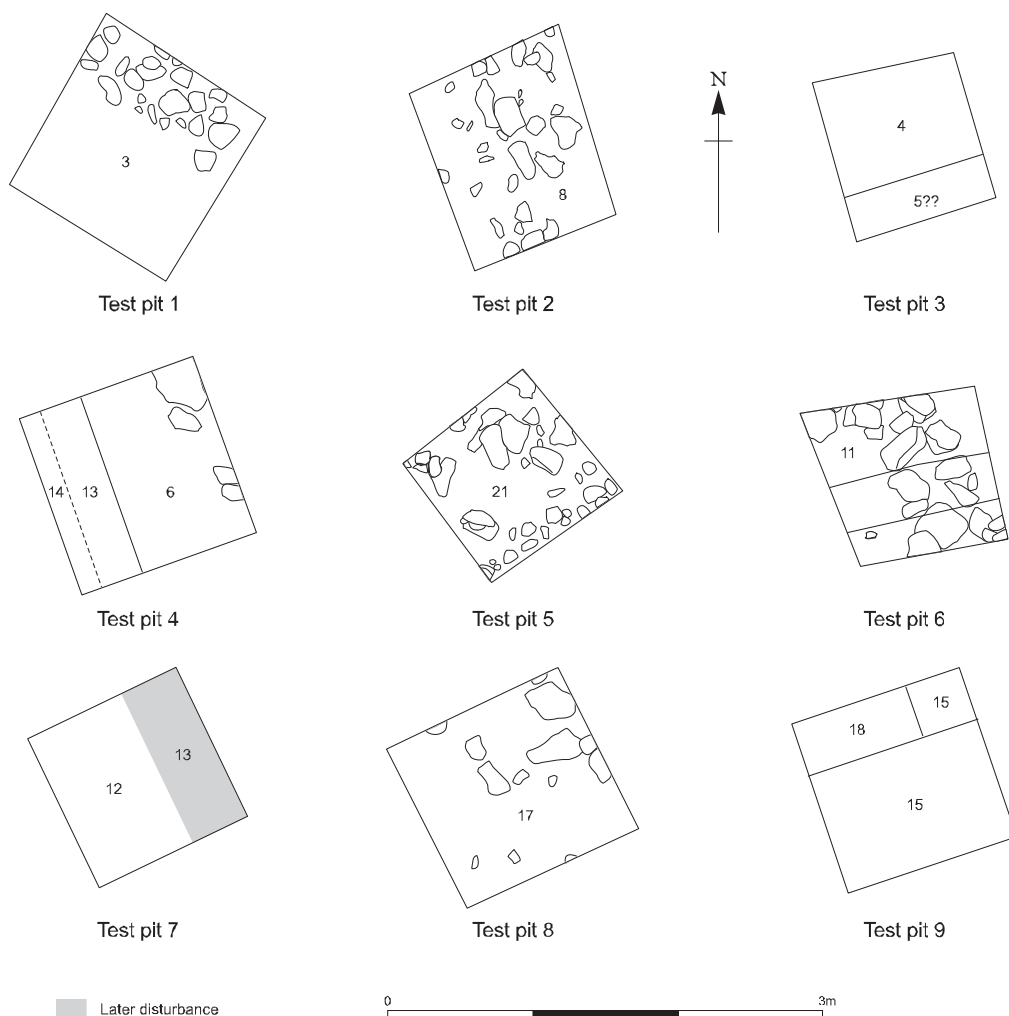 N
3
8
4
5??
Test pit 1
Test pit 2
Test pit 3
14
13
6
21
11
Test pit 4
Test pit 5
Test pit 6
12
13
17
18
15
15
Test pit 7
Test pit 8
Test pit 9
Later disturbance
0
3m